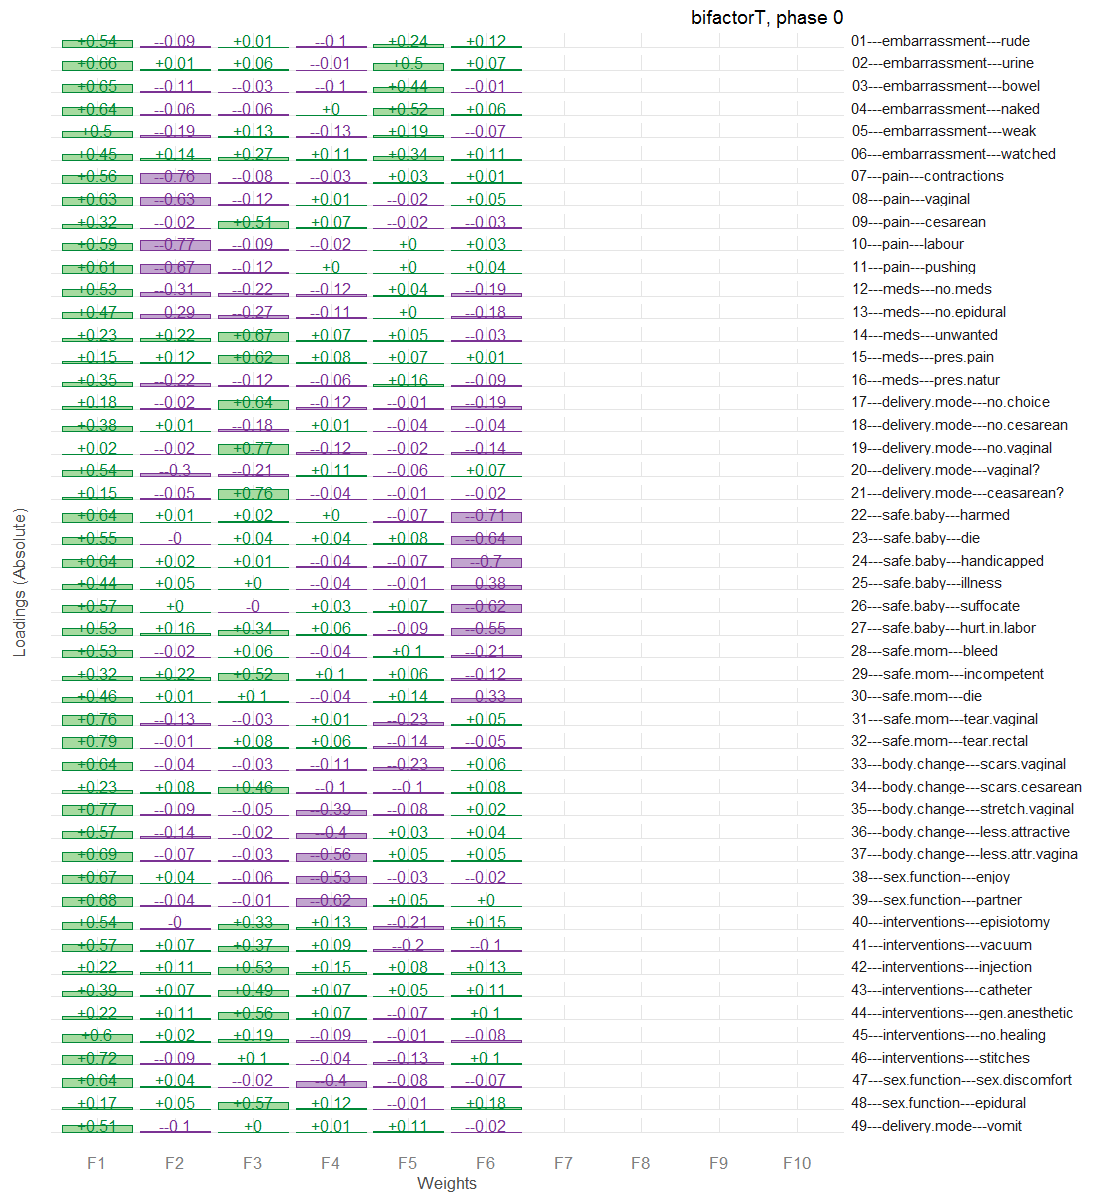 bifactorT, phase 0
+0.54 --0.09 +0.01 --0.1 +0.24 +0.12 01---embarrassment---rude
+0.66 +0.01 +0.06 --0.01 +0.5 +0.07 02---embarrassment---urine
+0.65 --0.11 --0.03 --0.1 +0.44 --0.01 03---embarrassment---bowel
+0.64 --0.06 --0.06 +0 +0.52 +0.06 04---embarrassment---naked
+0.5 --0.19 +0.13 --0.13 +0.19 --0.07 05---embarrassment---weak
+0.45 +0.14 +0.27 +0.11 +0.34 +0.11 06---embarrassment---watched
+0.56 --0.76 --0.08 --0.03 +0.03 +0.01 07---pain---contractions
+0.63 --0.63 --0.12 +0.01 --0.02 +0.05 08---pain---vaginal
+0.32 --0.02 +0.51 +0.07 --0.02 --0.03 09---pain---cesarean
+0.59 --0.77 --0.09 --0.02 +0 +0.03 10---pain---labour
+0.61 --0.67 --0.12 +0 +0 +0.04 11---pain---pushing
+0.53 --0.31 --0.22 --0.12 +0.04 --0.19 12---meds---no.meds
+0.47 --0.29 --0.27 --0.11 +0 --0.18 13---meds---no.epidural
+0.23 +0.22 +0.67 +0.07 +0.05 --0.03 14---meds---unwanted
+0.15 +0.12 +0.62 +0.08 +0.07 +0.01 15---meds---pres.pain
+0.35 --0.22 --0.12 --0.06 +0.16 --0.09 16---meds---pres.natur
+0.18 --0.02 +0.64 --0.12 --0.01 --0.19 17---delivery.mode---no.choice
+0.38 +0.01 --0.18 +0.01 --0.04 --0.04 18---delivery.mode---no.cesarean
+0.02 --0.02 +0.77 --0.12 --0.02 --0.14 19---delivery.mode---no.vaginal
+0.54 --0.3 --0.21 +0.11 --0.06 +0.07 20---delivery.mode---vaginal?
+0.15 --0.05 +0.76 --0.04 --0.01 --0.02 21---delivery.mode---ceasarean?
+0.64 +0.01 +0.02 +0 --0.07 --0.71 22---safe.baby---harmed
+0.55 -0 +0.04 +0.04 +0.08 --0.64 23---safe.baby---die
+0.64 +0.02 +0.01 --0.04 --0.07 --0.7 24---safe.baby---handicapped
+0.44 +0.05 +0 --0.04 --0.01 --0.38 25---safe.baby---illness
+0.57 +0 -0 +0.03 +0.07 --0.62 26---safe.baby---suffocate
+0.53 +0.16 +0.34 +0.06 --0.09 --0.55 27---safe.baby---hurt.in.labor
+0.53 --0.02 +0.06 --0.04 +0.1 --0.21 28---safe.mom---bleed
+0.32 +0.22 +0.52 +0.1 +0.06 --0.12 29---safe.mom---incompetent
+0.46 +0.01 +0.1 --0.04 +0.14 --0.33 30---safe.mom---die
+0.76 --0.13 --0.03 +0.01 --0.23 +0.05 31---safe.mom---tear.vaginal
+0.79 --0.01 +0.08 +0.06 --0.14 --0.05 32---safe.mom---tear.rectal
+0.64 --0.04 --0.03 --0.11 --0.23 +0.06 33---body.change---scars.vaginal
+0.23 +0.08 +0.46 --0.1 --0.1 +0.08 34---body.change---scars.cesarean
+0.77 --0.09 --0.05 --0.39 --0.08 +0.02 35---body.change---stretch.vaginal
+0.57 --0.14 --0.02 --0.4 +0.03 +0.04 36---body.change---less.attractive
+0.69 --0.07 --0.03 --0.56 +0.05 +0.05 37---body.change---less.attr.vagina
+0.67 +0.04 --0.06 --0.53 --0.03 --0.02 38---sex.function---enjoy
+0.68 --0.04 --0.01 --0.62 +0.05 +0 39---sex.function---partner
+0.54 -0 +0.33 +0.13 --0.21 +0.15 40---interventions---episiotomy
+0.57 +0.07 +0.37 +0.09 --0.2 --0.1 41---interventions---vacuum
+0.22 +0.11 +0.53 +0.15 +0.08 +0.13 42---interventions---injection
+0.39 +0.07 +0.49 +0.07 +0.05 +0.11 43---interventions---catheter
+0.22 +0.11 +0.56 +0.07 --0.07 +0.1 44---interventions---gen.anesthetic
+0.6 +0.02 +0.19 --0.09 --0.01 --0.08 45---interventions---no.healing
+0.72 --0.09 +0.1 --0.04 --0.13 +0.1 46---interventions---stitches
+0.64 +0.04 --0.02 --0.4 --0.08 --0.07 47---sex.function---sex.discomfort
+0.17 +0.05 +0.57 +0.12 --0.01 +0.18 48---sex.function---epidural
+0.51 --0.1 +0 +0.01 +0.11 --0.02 49---delivery.mode---vomit
F1 F2 F3 F4 F5 F6 F7 F8 F9 F10
Weights
Loadings (Absolute)